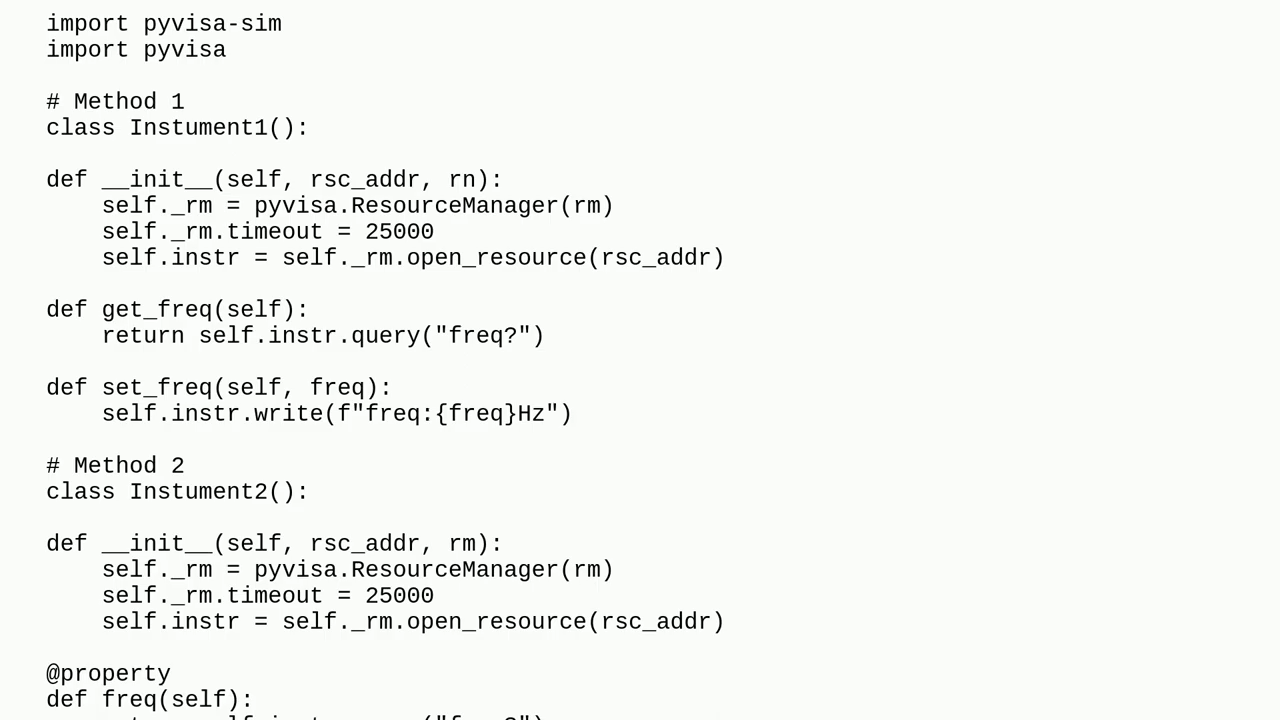 import pyvisa-sim
import pyvisa
# Method 1
class Instument1():
def __init__(self, rsc_addr, rn):
self._rm = pyvisa.ResourceManager(rm)
self._rm.timeout = 25000
self.instr = self._rm.open_resource(rsc_addr)
def get_freq(self):
return self.instr.query("freq?")
def set_freq(self, freq):
self.instr.write(f"freq:{freq}Hz")
# Method 2
class Instument2():
def __init__(self, rsc_addr, rm):
self._rm = pyvisa.ResourceManager(rm)
self._rm.timeout = 25000
self.instr = self._rm.open_resource(rsc_addr)
@property
def freq(self):